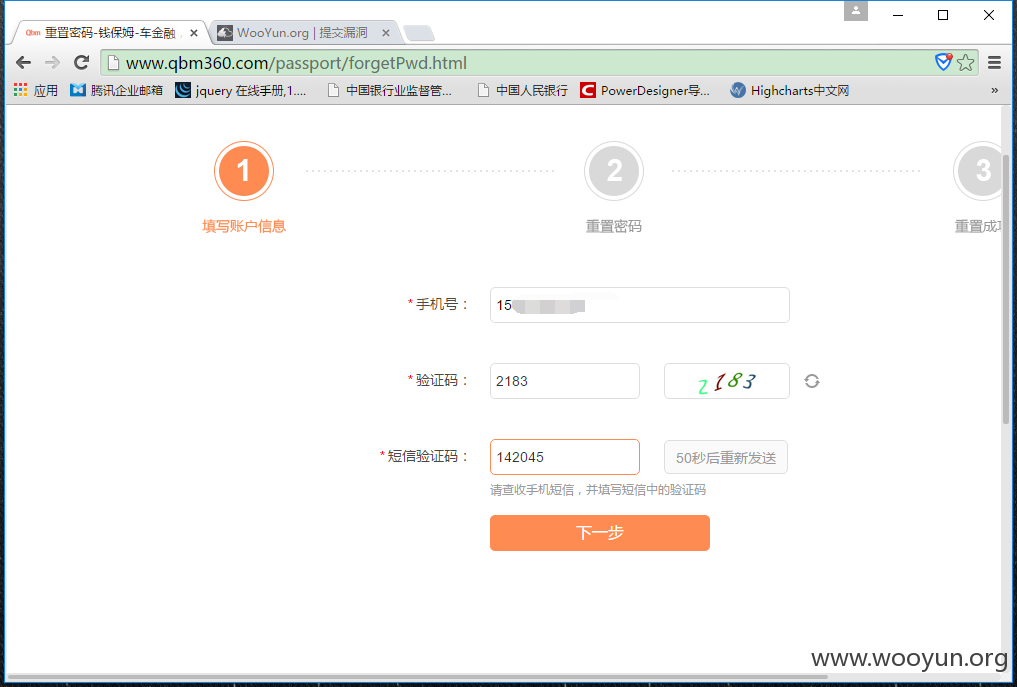 Qbm 重置密码-钱保姆-车金融
WooYun.org | 提交漏洞
www.qbm360.com/passport/forgetPwd.html
应用 腾讯企业邮箱 jquery 在线手册,1.... 中国银行业监督管... 中国人民银行 PowerDesigner导... Highcharts中文网 »
1 2 3
填写账户信息 重置密码 重置成功
*手机号： 15
*验证码： 2183 2183
*短信验证码： 142045 50秒后重新发送
请查收手机短信，并填写短信中的验证码
下一步
www.wooyun.org